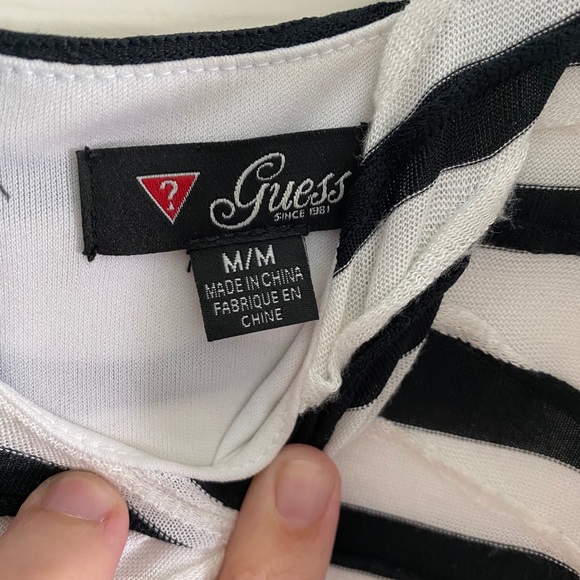 ?
Guess
SINCE 1981
M/M
MADE IN CHINA
FABRIQUE EN
CHINE